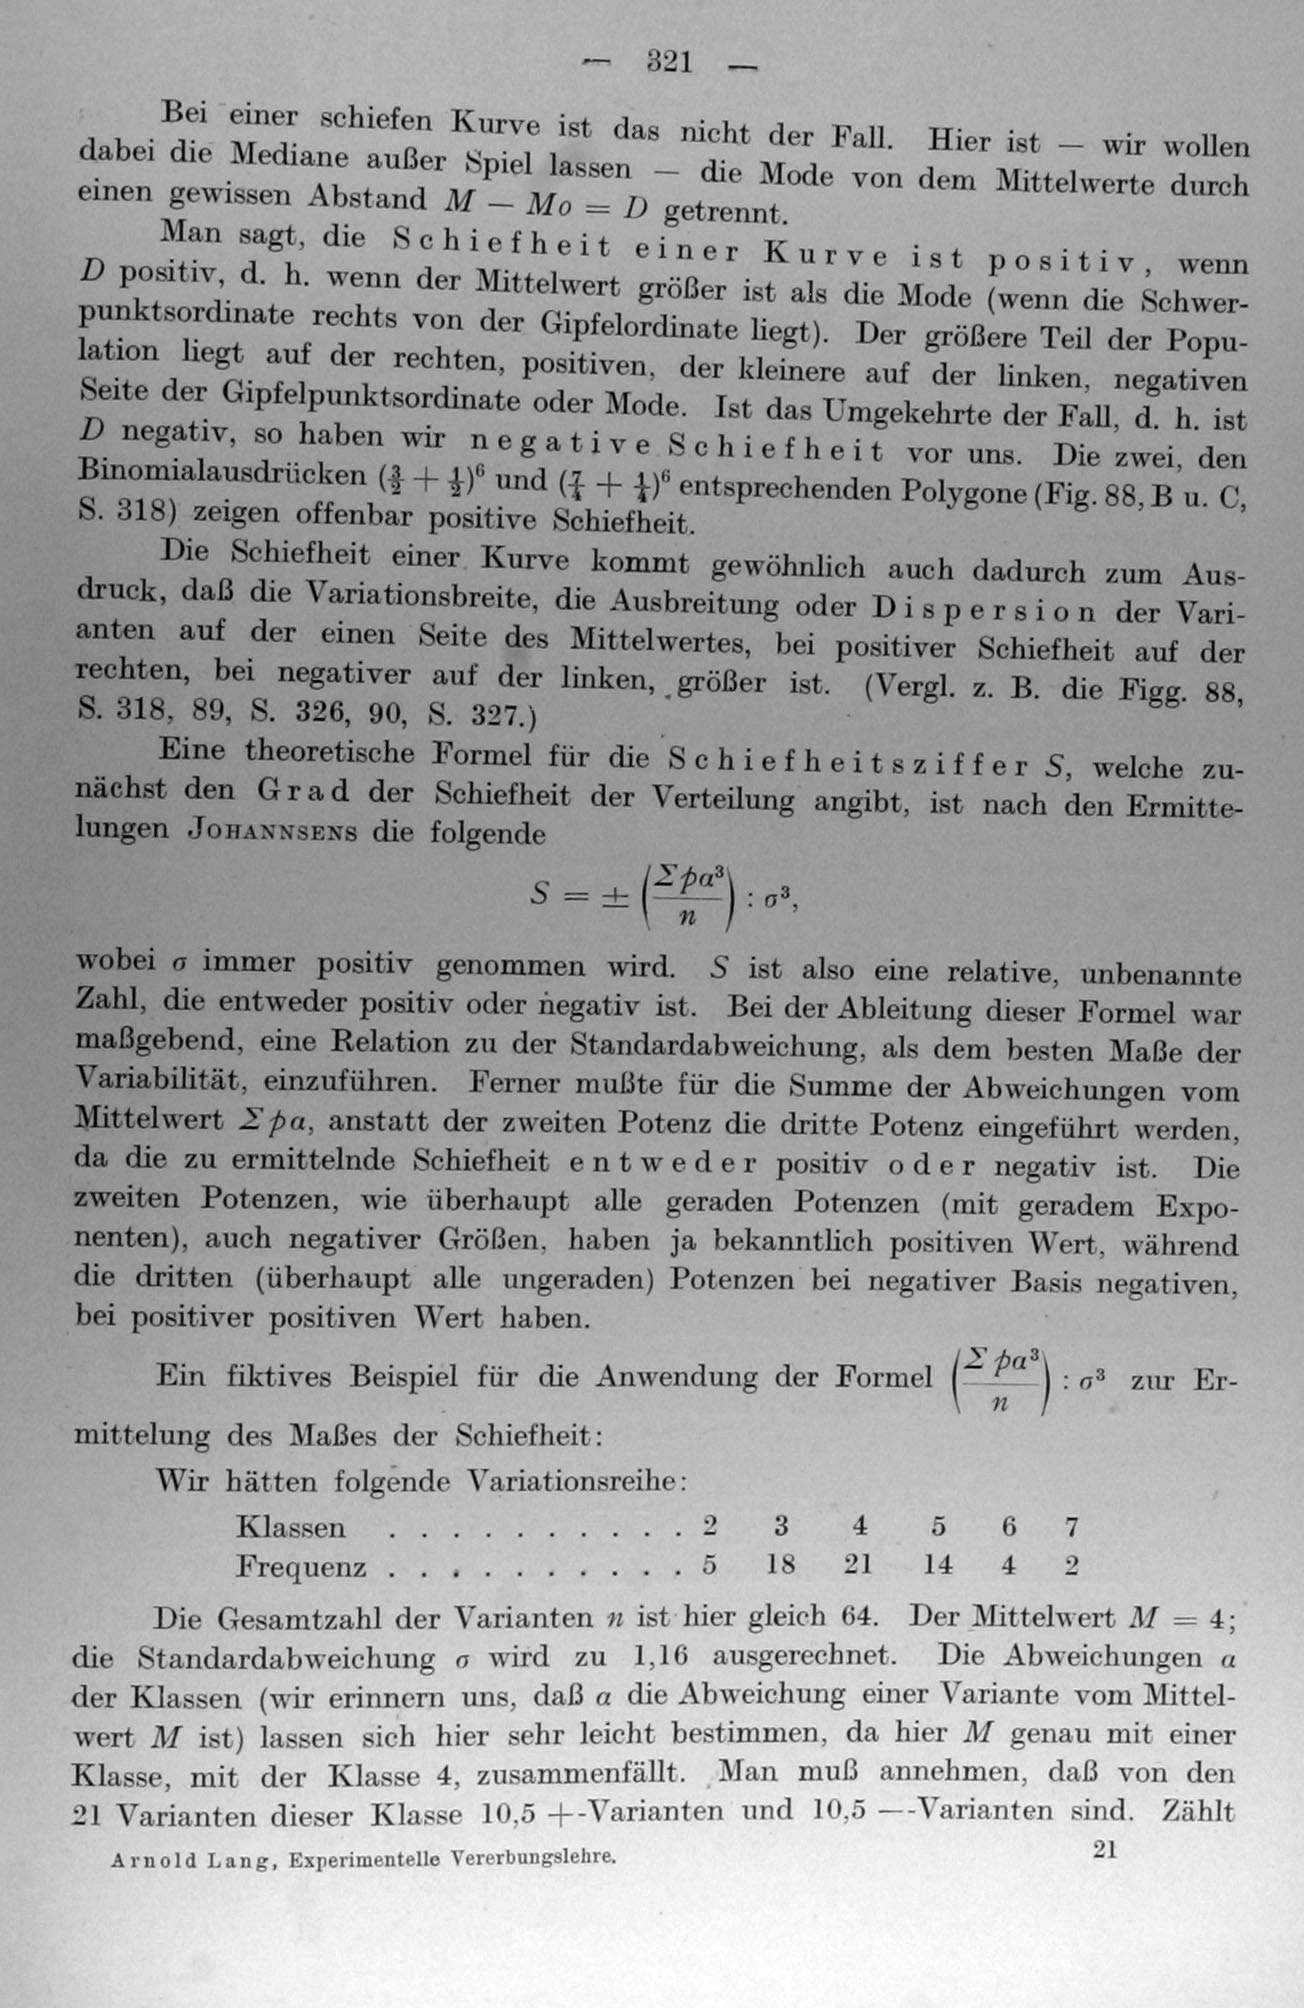 — 321 —
Bei einer schiefen Kurve ist das nicht der Fall. Hier ist — wir wollen
dabei die Mediane außer Spiel lassen — die Mode von dem Mittelwerte durch
einen gewissen Abstand M — Mo = D getrennt.
Man sagt, die Schiefheit einer Kurve ist positiv, wenn
D positiv, d. h. wenn der Mittelwert größer ist als die Mode (wenn die Schwer-
punktsordinate rechts von der Gipfelordinate liegt). Der größere Teil der Popu-
lation liegt auf der rechten, positiven, der kleinere auf der linken, negativen
Seite der Gipfelpunktsordinate oder Mode. Ist das Umgekehrte der Fall, d. h. ist
D negativ, so haben wir negative Schiefheit vor uns. Die zwei, den
Binomialausdrücken (3/2 + 1/2)⁶ und (7/4 + 1/4)⁶ entsprechenden Polygone (Fig. 88, B u. C,
S. 318) zeigen offenbar positive Schiefheit.
Die Schiefheit einer Kurve kommt gewöhnlich auch dadurch zum Aus-
druck, daß die Variationsbreite, die Ausbreitung oder Dispersion der Vari-
anten auf der einen Seite des Mittelwertes, bei positiver Schiefheit auf der
rechten, bei negativer auf der linken, größer ist. (Vergl. z. B. die Figg. 88,
S. 318, 89, S. 326, 90, S. 327.)
Eine theoretische Formel für die Schiefheitsziffer S, welche zu-
nächst den Grad der Schiefheit der Verteilung angibt, ist nach den Ermitte-
lungen Johannsens die folgende
S = ± (Σpa³/n) : σ³,
wobei σ immer positiv genommen wird. S ist also eine relative, unbenannte
Zahl, die entweder positiv oder negativ ist. Bei der Ableitung dieser Formel war
maßgebend, eine Relation zu der Standardabweichung, als dem besten Maße der
Variabilität, einzuführen. Ferner mußte für die Summe der Abweichungen vom
Mittelwert Σpa, anstatt der zweiten Potenz die dritte Potenz eingeführt werden,
da die zu ermittelnde Schiefheit entweder positiv oder negativ ist. Die
zweiten Potenzen, wie überhaupt alle geraden Potenzen (mit geradem Expo-
nenten), auch negativer Größen, haben ja bekanntlich positiven Wert, während
die dritten (überhaupt alle ungeraden) Potenzen bei negativer Basis negativen,
bei positiver positiven Wert haben.
Ein fiktives Beispiel für die Anwendung der Formel (Σpa³/n) : σ³ zur Er-
mittelung des Maßes der Schiefheit:
Wir hätten folgende Variationsreihe:
Klassen . . . . . . . . . . 2 3 4 5 6 7
Frequenz . . . . . . . . . . 5 18 21 14 4 2
Die Gesamtzahl der Varianten n ist hier gleich 64. Der Mittelwert M = 4;
die Standardabweichung σ wird zu 1,16 ausgerechnet. Die Abweichungen a
der Klassen (wir erinnern uns, daß a die Abweichung einer Variante vom Mittel-
wert M ist) lassen sich hier sehr leicht bestimmen, da hier M genau mit einer
Klasse, mit der Klasse 4, zusammenfällt. Man muß annehmen, daß von den
21 Varianten dieser Klasse 10,5 +-Varianten und 10,5 —-Varianten sind. Zählt
Arnold Lang, Experimentelle Vererbungslehre. 21